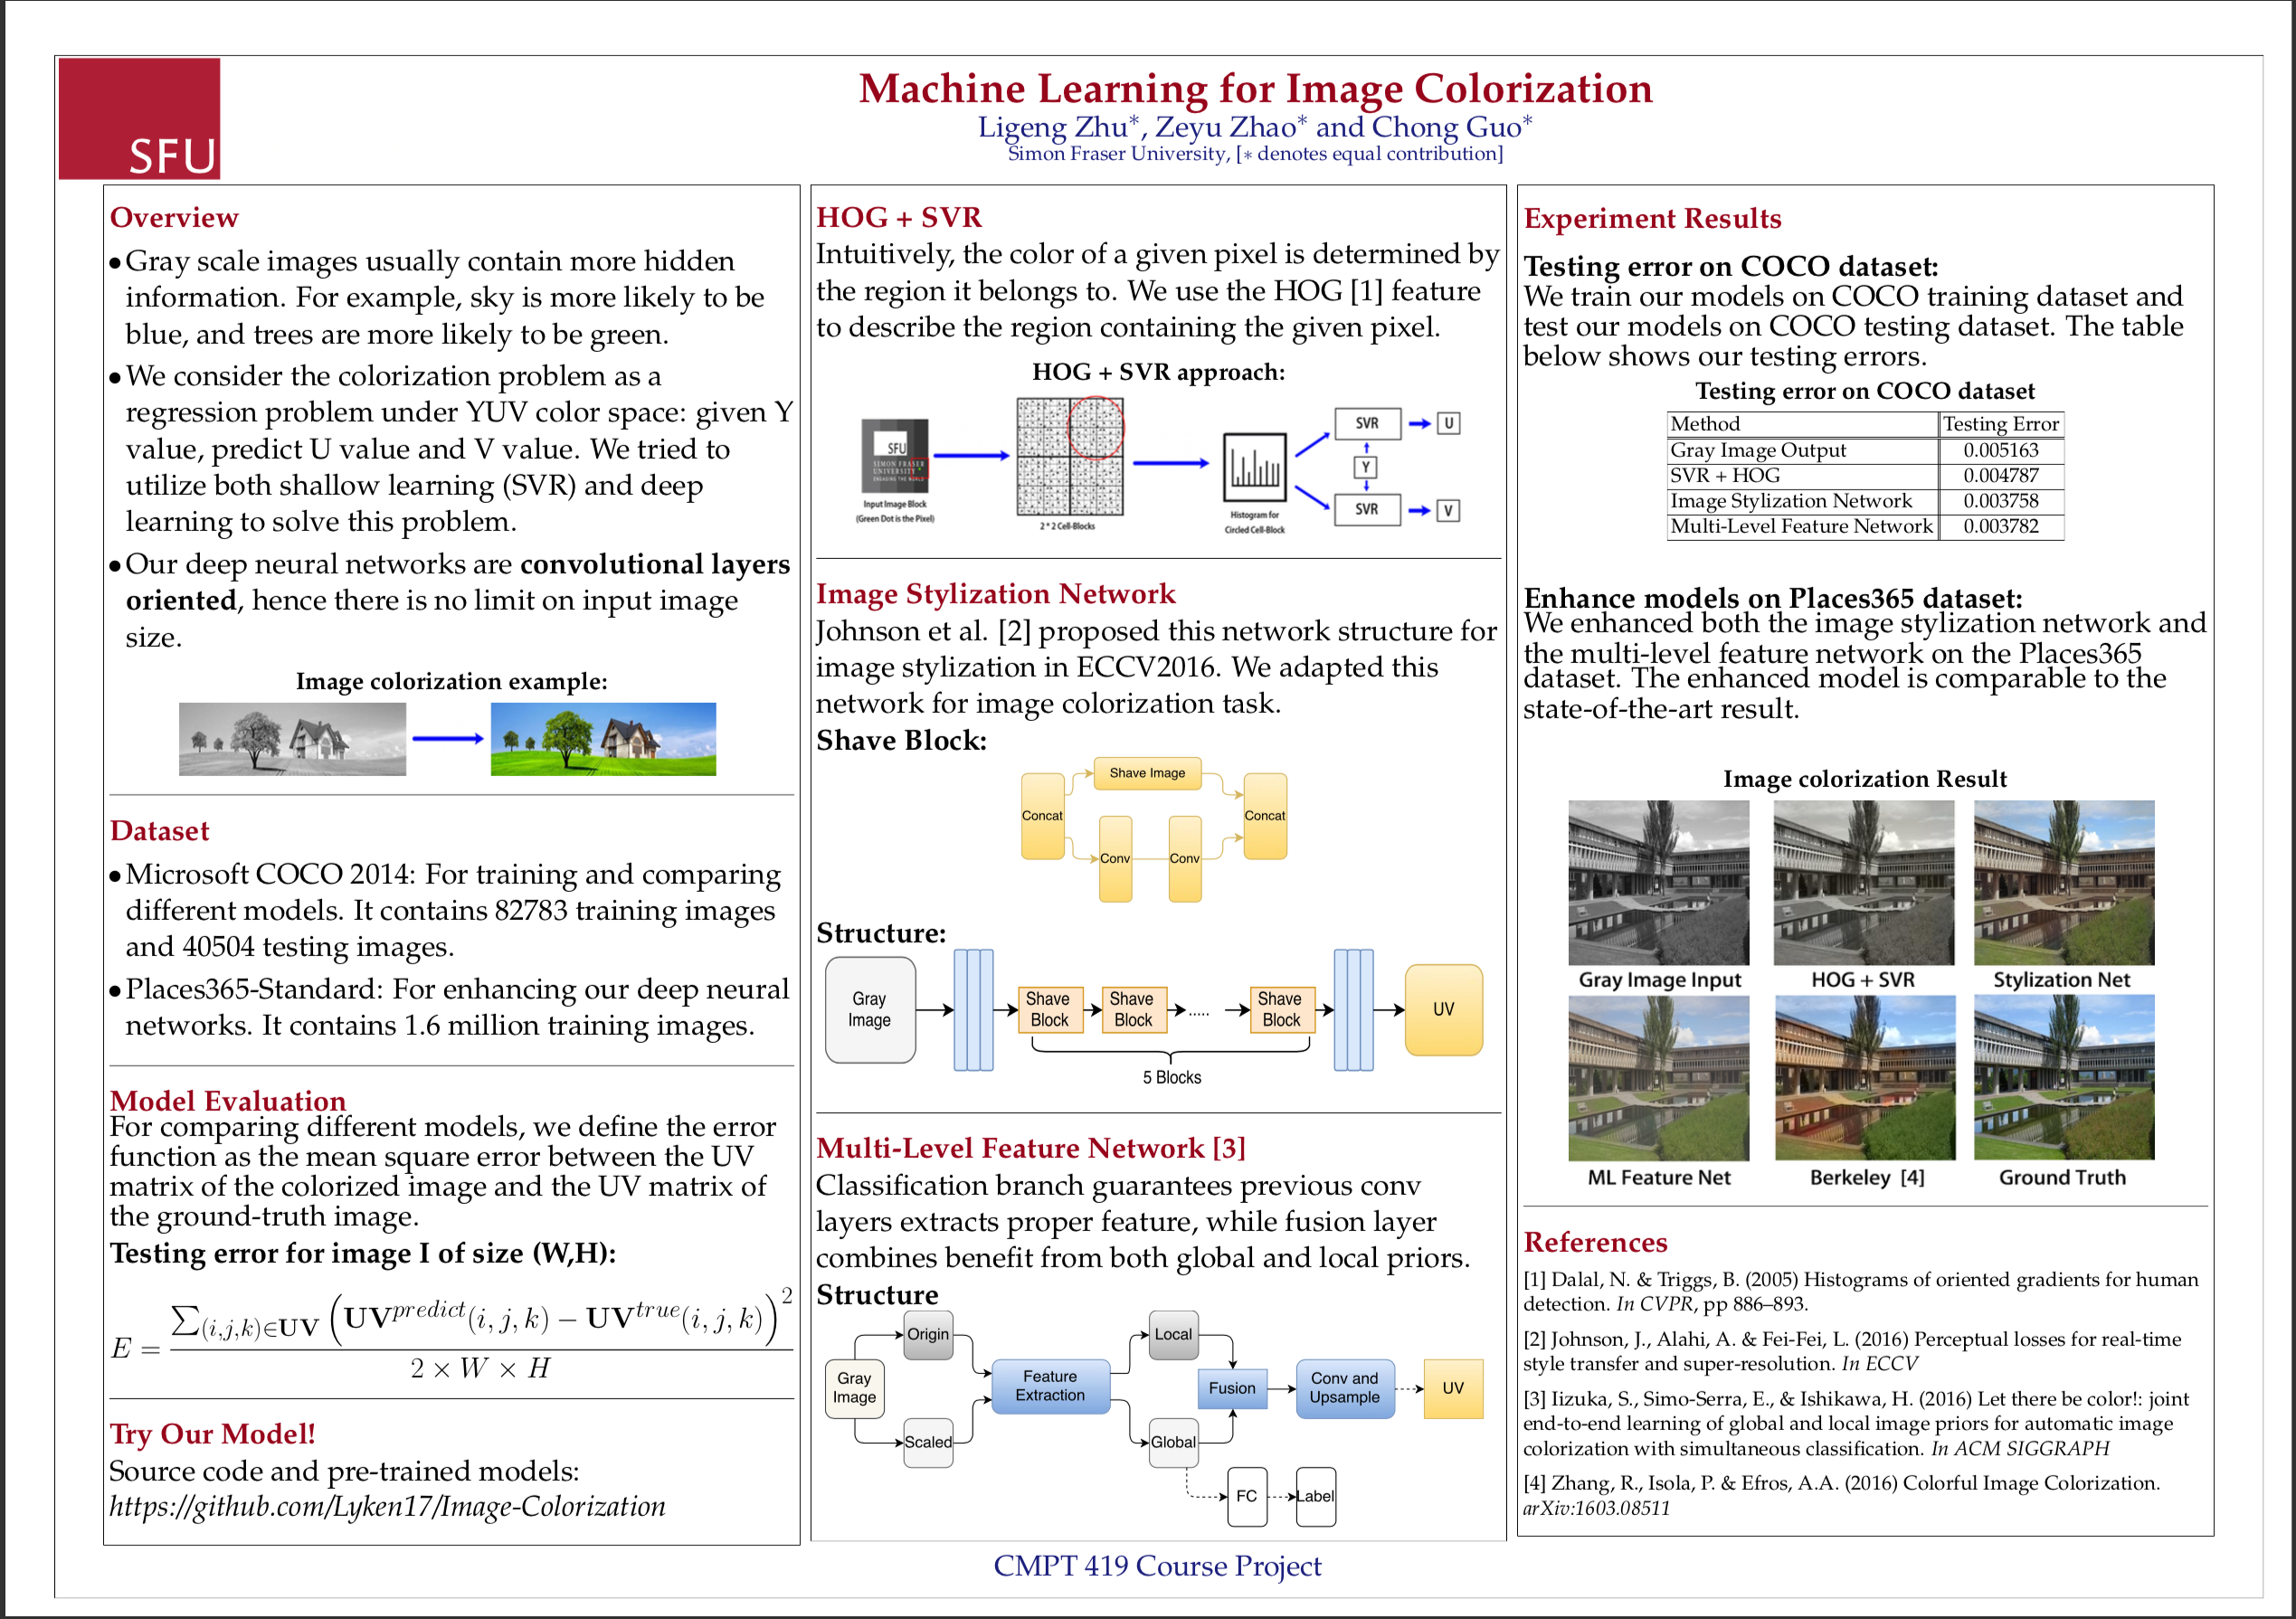 SFU
Machine Learning for Image Colorization
Ligeng Zhu*, Zeyu Zhao* and Chong Guo*
Simon Fraser University, [* denotes equal contribution]
Overview
•Gray scale images usually contain more hidden
information. For example, sky is more likely to be
blue, and trees are more likely to be green.
•We consider the colorization problem as a
regression problem under YUV color space: given Y
value, predict U value and V value. We tried to
utilize both shallow learning (SVR) and deep
learning to solve this problem.
•Our deep neural networks are convolutional layers
oriented, hence there is no limit on input image
size.
Image colorization example:
Dataset
•Microsoft COCO 2014: For training and comparing
different models. It contains 82783 training images
and 40504 testing images.
•Places365-Standard: For enhancing our deep neural
networks. It contains 1.6 million training images.
Model Evaluation
For comparing different models, we define the error
function as the mean square error between the UV
matrix of the colorized image and the UV matrix of
the ground-truth image.
Testing error for image I of size (W,H):
E = ∑(i,j,k)∈UV (UV^predict(i, j, k) − UV^true(i, j, k))^2
2 × W × H
Try Our Model!
Source code and pre-trained models:
https://github.com/Lyken17/Image-Colorization
HOG + SVR
Intuitively, the color of a given pixel is determined by
the region it belongs to. We use the HOG [1] feature
to describe the region containing the given pixel.
HOG + SVR approach:
SFU
SIMON FRASER
UNIVERSITY
ENGAGING THE WORLD
Input Image Block
(Green Dot is the Pixel)
2 * 2 Cell-Blocks
Histogram for
Circled Cell-Block
SVR
U
Y
SVR
V
Image Stylization Network
Johnson et al. [2] proposed this network structure for
image stylization in ECCV2016. We adapted this
network for image colorization task.
Shave Block:
Shave Image
Concat
Concat
Conv
Conv
Structure:
Gray
Image
Shave
Block
Shave
Block
.....
Shave
Block
UV
5 Blocks
Multi-Level Feature Network [3]
Classification branch guarantees previous conv
layers extracts proper feature, while fusion layer
combines benefit from both global and local priors.
Structure
Origin
Local
Gray
Image
Feature
Extraction
Fusion
Conv and
Upsample
UV
Scaled
Global
FC
Label
Experiment Results
Testing error on COCO dataset:
We train our models on COCO training dataset and
test our models on COCO testing dataset. The table
below shows our testing errors.
Testing error on COCO dataset
Method Testing Error
Gray Image Output 0.005163
SVR + HOG 0.004787
Image Stylization Network 0.003758
Multi-Level Feature Network 0.003782
Enhance models on Places365 dataset:
We enhanced both the image stylization network and
the multi-level feature network on the Places365
dataset. The enhanced model is comparable to the
state-of-the-art result.
Image colorization Result
Gray Image Input
HOG + SVR
Stylization Net
ML Feature Net
Berkeley [4]
Ground Truth
References
[1] Dalal, N. & Triggs, B. (2005) Histograms of oriented gradients for human
detection. In CVPR, pp 886–893.
[2] Johnson, J., Alahi, A. & Fei-Fei, L. (2016) Perceptual losses for real-time
style transfer and super-resolution. In ECCV
[3] Iizuka, S., Simo-Serra, E., & Ishikawa, H. (2016) Let there be color!: joint
end-to-end learning of global and local image priors for automatic image
colorization with simultaneous classification. In ACM SIGGRAPH
[4] Zhang, R., Isola, P. & Efros, A.A. (2016) Colorful Image Colorization.
arXiv:1603.08511
CMPT 419 Course Project